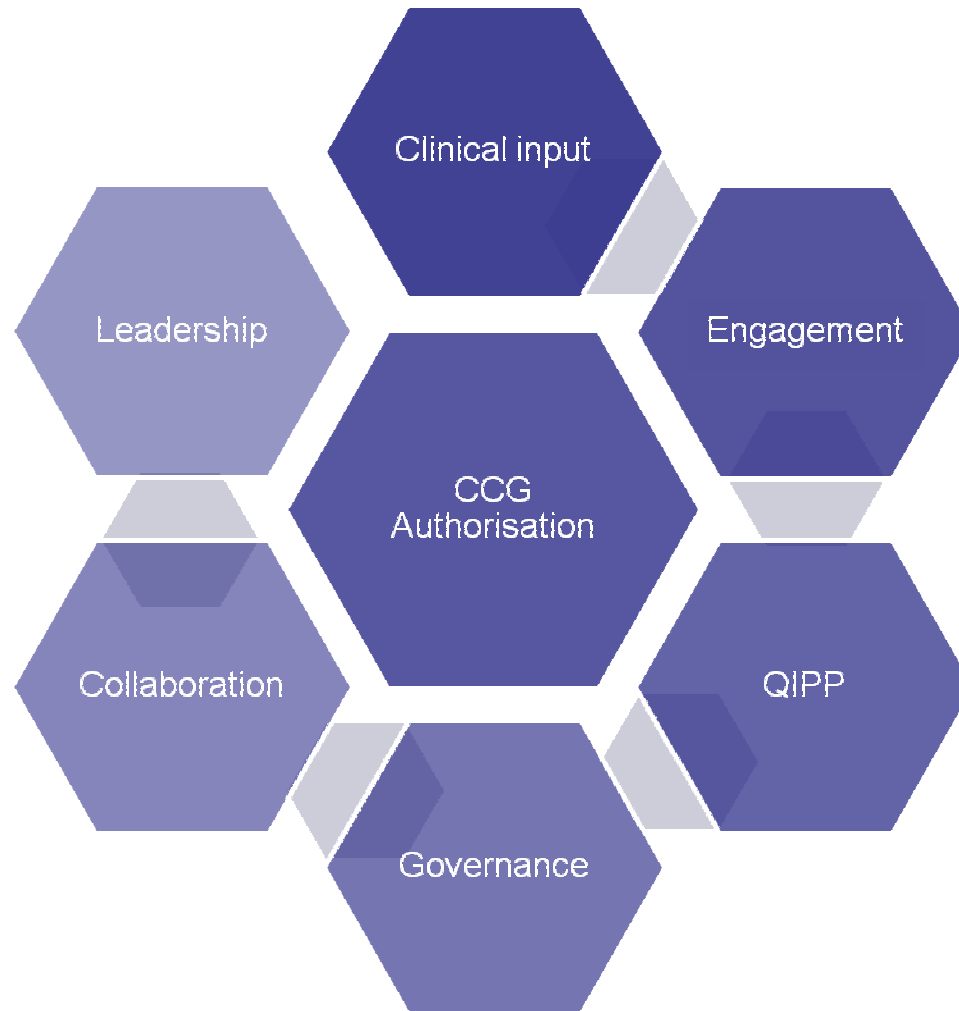 Clinical input
Engagement
Leadership
CCG
Authorisation
QIPP
Collaboration
Governance